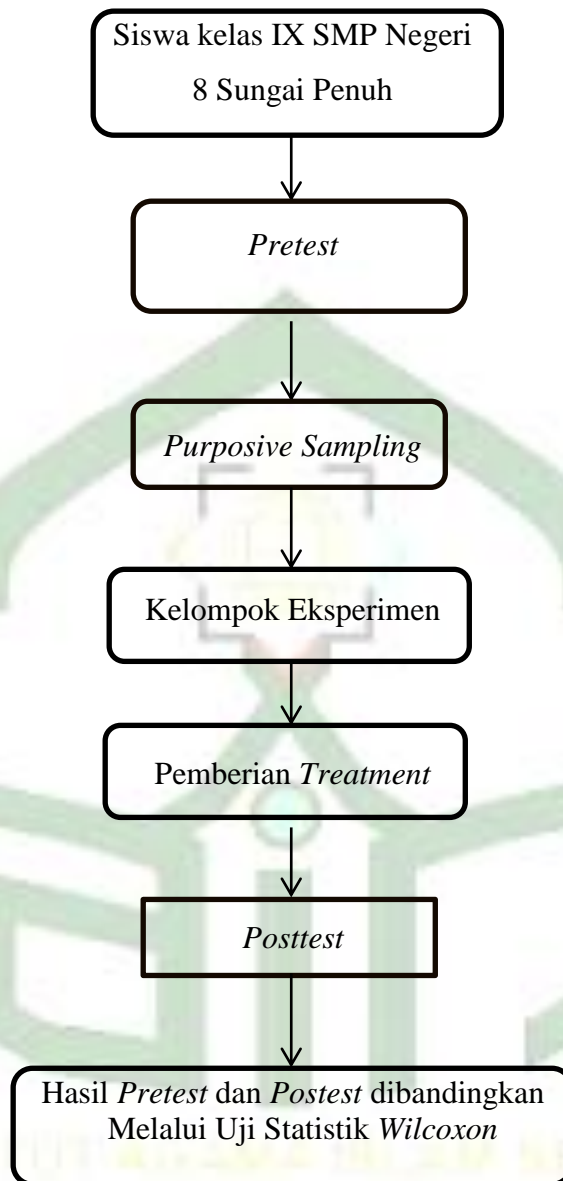 Siswa kelas IX SMP Negeri
8 Sungai Penuh
Pretest
Purposive Sampling
Kelompok Eksperimen
Pemberian Treatment
Posttest
Hasil Pretest dan Postest dibandingkan
Melalui Uji Statistik Wilcoxon